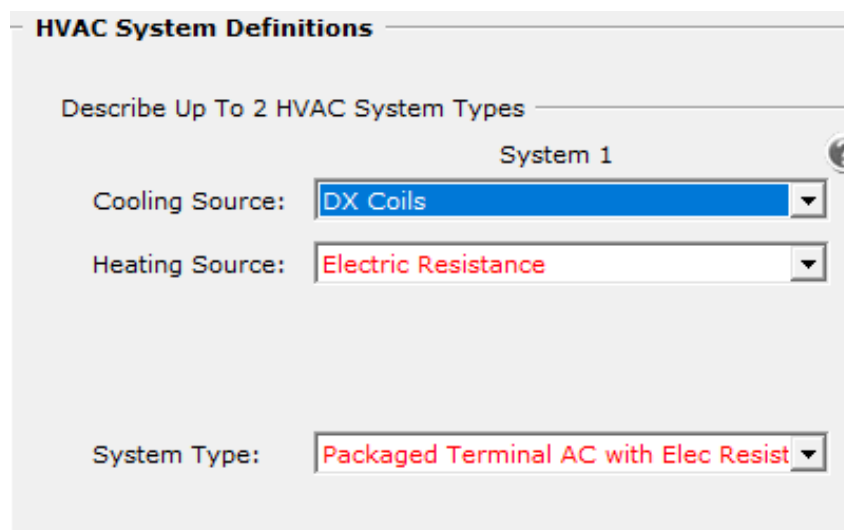 HVAC System Definitions
Describe Up To 2 HVAC System Types
System 1
Cooling Source: DX Coils
Heating Source: Electric Resistance
System Type: Packaged Terminal AC with Elec Resist